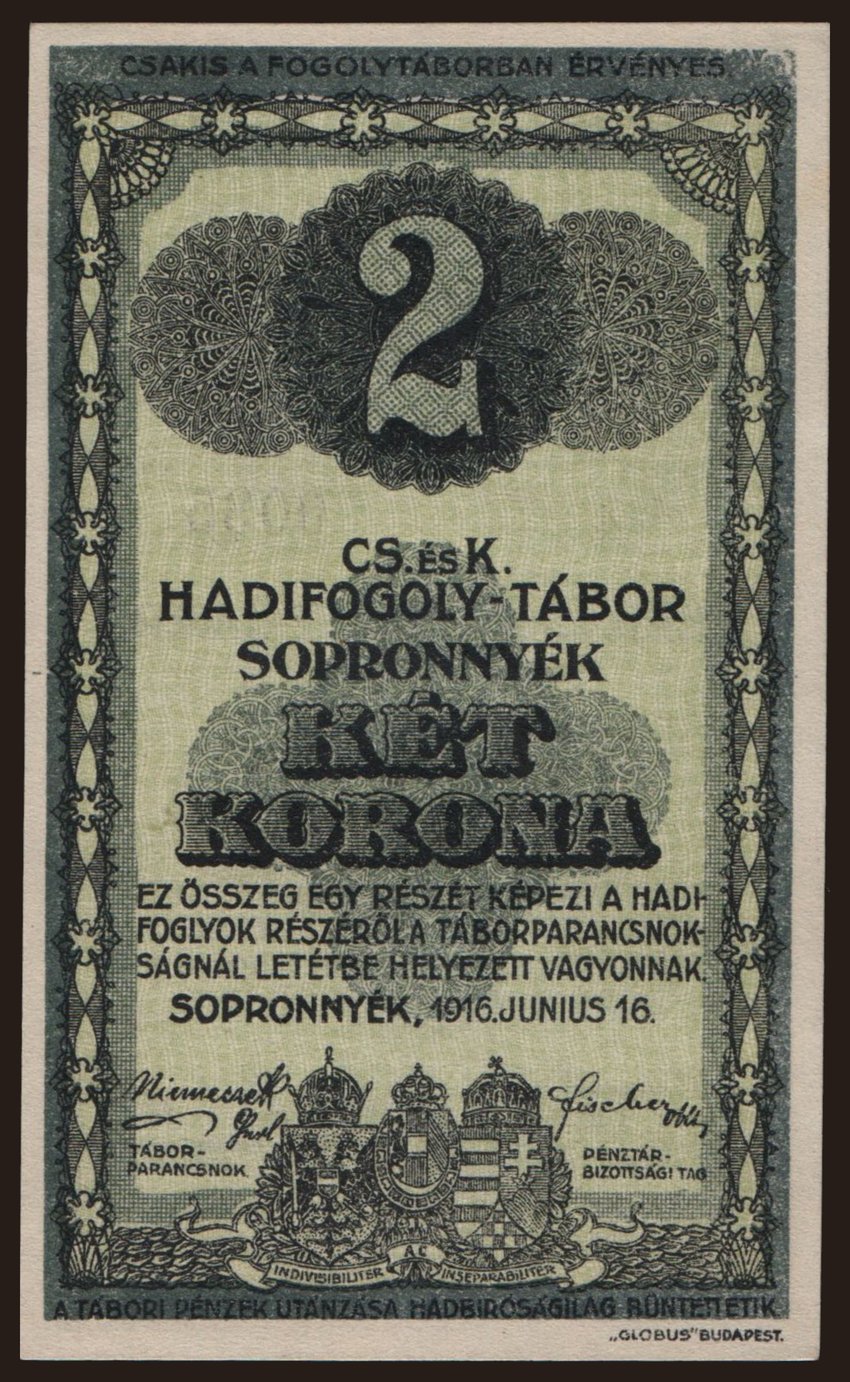 CSAKIS A FOGOLYTÁBORBAN ÉRVÉNYES.
2
CS. ÉS K.
HADIFOGOLY-TÁBOR
SOPRONNYÉK
KÉT
KORONA
EZ ÖSSZEG EGY RÉSZÉT KÉPEZI A HADI-
FOGLYOK RÉSZÉRŐL A TÁBORPARANCSNOK-
SÁGNÁL LETÉTBE HELYEZETT VAGYONNAK.
SOPRONNYÉK, 1916. JUNIUS 16.
Fischer
TÁBOR-
PARANCSNOK
PÉNZTÁR-
BIZOTTSÁGI TAG
INDIVISIBILITER AC INSEPARABILITER
A TÁBORI PÉNZEK UTÁNZÁSA HADBIRÓSÁGILAG BÜNTETTETIK
„GLOBUS" BUDAPEST.